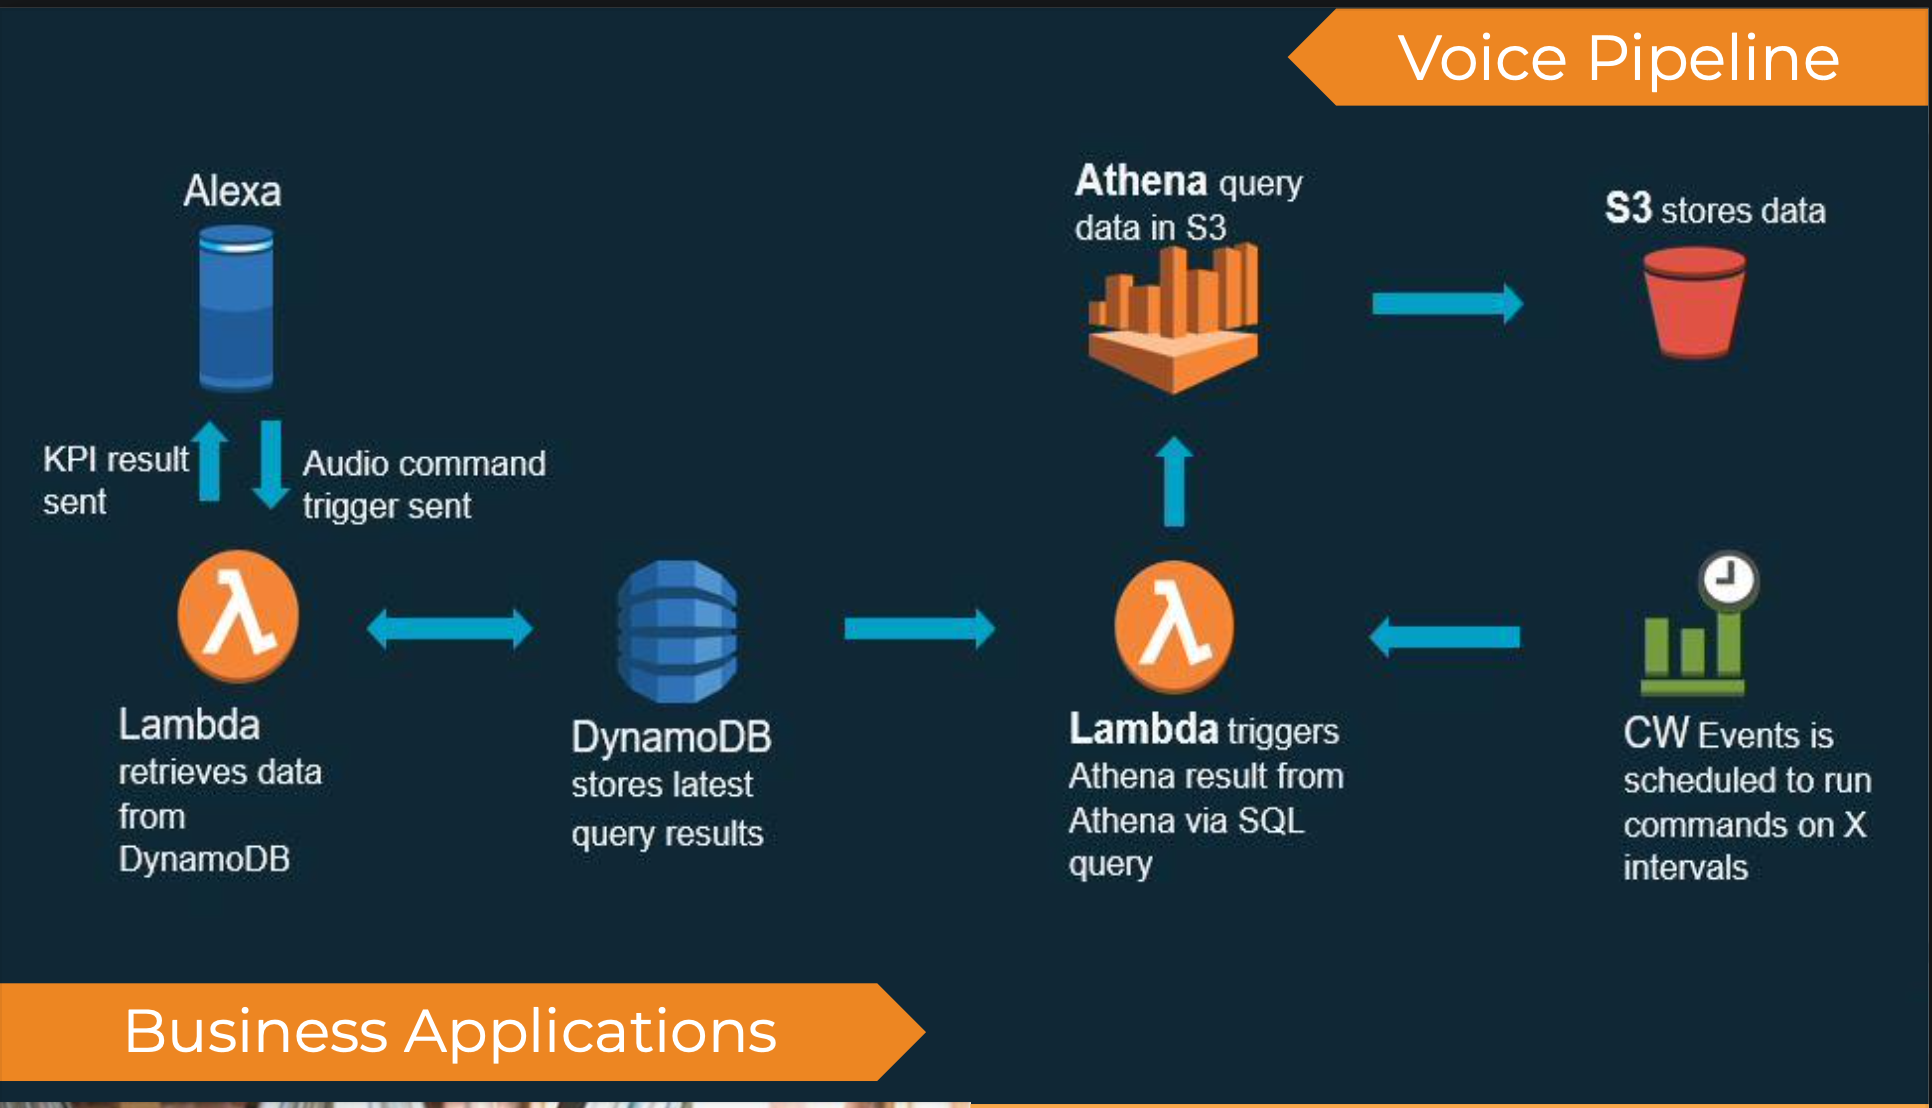 Voice Pipeline
Alexa
Athena query
data in S3
S3 stores data
KPI result
sent
Audio command
trigger sent
Lambda
retrieves data
from
DynamoDB
DynamoDB
stores latest
query results
Lambda triggers
Athena result from
Athena via SQL
query
CW Events is
scheduled to run
commands on X
intervals
Business Applications